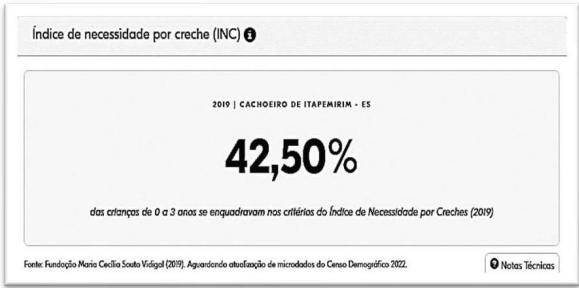 Índice de necessidade por creche (INC)
2019 | CACHOEIRO DE ITAPEMIRIM - ES
42,50%
das crianças de 0 a 3 anos se enquadravam nos critérios do Índice de Necessidade por Creches (2019)
Fonte: Fundação Maria Cecília Souto Vidigal (2019). Aguardando atualização de microdados do Censo Demográfico 2022.
Notas Técnicas